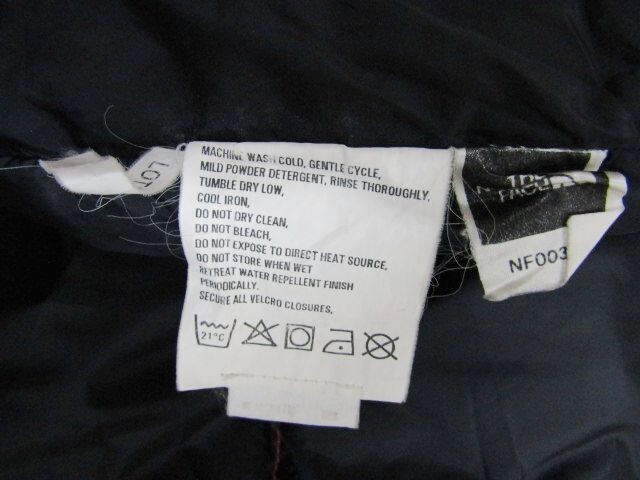 LOT
MACHINE WASH COLD, GENTLE CYCLE,
MILD POWDER DETERGENT, RINSE THOROUGHLY,
TUMBLE DRY LOW,
COOL IRON,
DO NOT DRY CLEAN,
DO NOT BLEACH,
DO NOT EXPOSE TO DIRECT HEAT SOURCE,
DO NOT STORE WHEN WET
RETREAT WATER REPELLENT FINISH
PERIODICALLY.
SECURE ALL VELCRO CLOSURES,
21°C
NF003